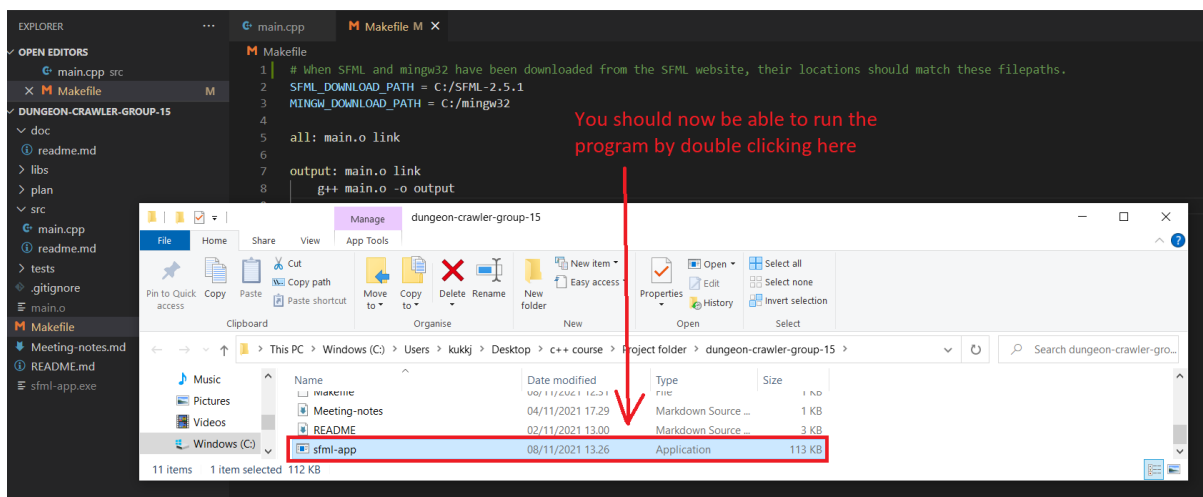 EXPLORER
OPEN EDITORS
main.cpp src
Makefile M
DUNGEON-CRAWLER-GROUP-15
doc
readme.md
libs
plan
src
main.cpp
readme.md
tests
.gitignore
main.o
Makefile
Meeting-notes.md
README.md
sfml-app.exe
main.cpp
Makefile M
Makefile
1 # When SFML and mingw32 have been downloaded from the SFML website, their locations should match these filepaths.
2 SFML_DOWNLOAD_PATH = C:/SFML-2.5.1
3 MINGW_DOWNLOAD_PATH = C:/mingw32
4
5 all: main.o link
6
7 output: main.o link
8 g++ main.o -o output
You should now be able to run the
program by double clicking here
Manage dungeon-crawler-group-15
File Home Share View App Tools
Pin to Quick access
Copy
Paste
Cut
Copy path
Paste shortcut
Clipboard
Move to
Copy to
Delete
Rename
Organise
New folder
New item
Easy access
New
Properties
Open
Edit
History
Open
Select all
Select none
Invert selection
Select
This PC > Windows (C:) > Users > kukkj > Desktop > c++ course > Project folder > dungeon-crawler-group-15 >
Search dungeon-crawler-gro...
Music
Pictures
Videos
Windows (C:)
Name Date modified Type Size
Makefile 08/11/2021 12.51 File 1 KB
Meeting-notes 04/11/2021 17.29 Markdown Source ... 1 KB
README 02/11/2021 13.00 Markdown Source ... 3 KB
sfml-app 08/11/2021 13.26 Application 113 KB
11 items 1 item selected 112 KB